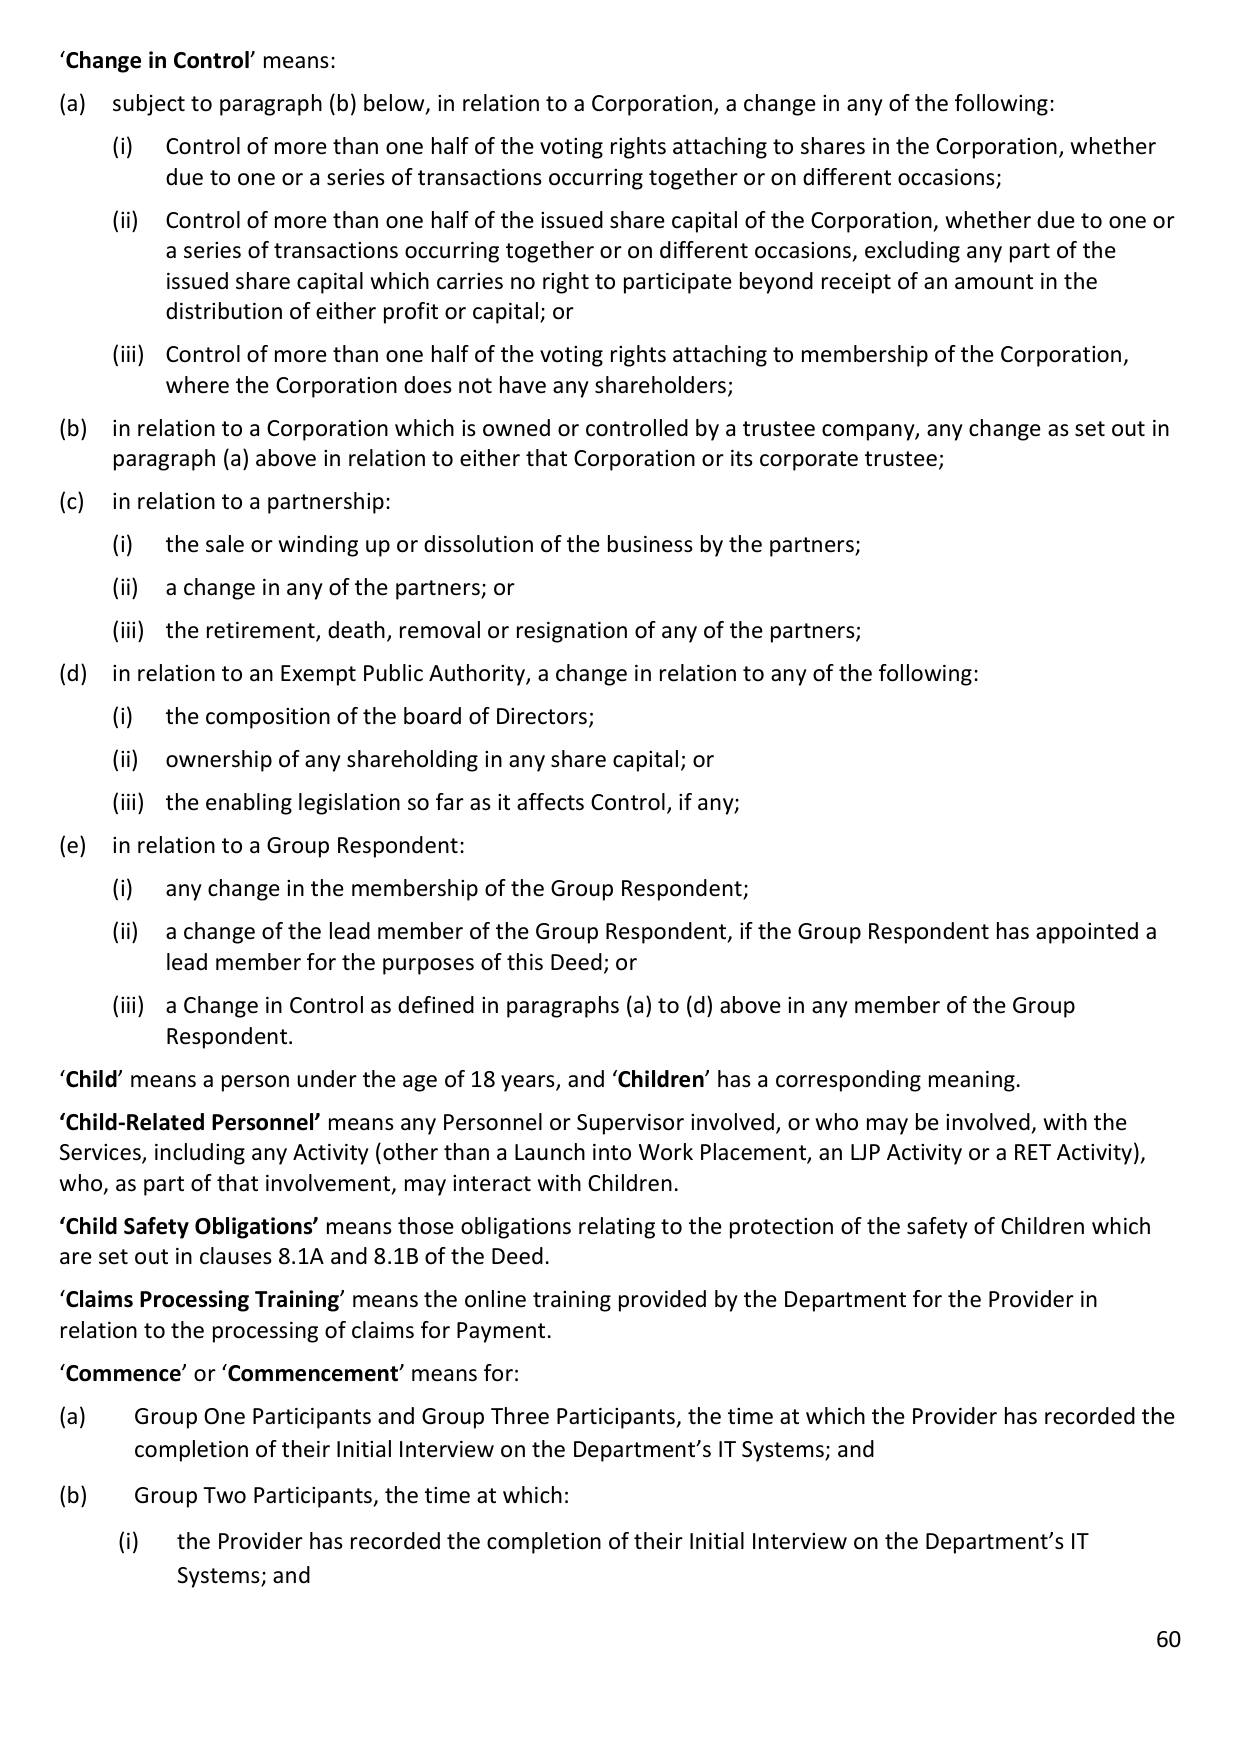 ‘Change in Control’ means:
(a) subject to paragraph (b) below, in relation to a Corporation, a change in any of the following:
(i) Control of more than one half of the voting rights attaching to shares in the Corporation, whether
due to one or a series of transactions occurring together or on different occasions;
(ii) Control of more than one half of the issued share capital of the Corporation, whether due to one or
a series of transactions occurring together or on different occasions, excluding any part of the
issued share capital which carries no right to participate beyond receipt of an amount in the
distribution of either profit or capital; or
(iii) Control of more than one half of the voting rights attaching to membership of the Corporation,
where the Corporation does not have any shareholders;
(b) in relation to a Corporation which is owned or controlled by a trustee company, any change as set out in
paragraph (a) above in relation to either that Corporation or its corporate trustee;
(c) in relation to a partnership:
(i) the sale or winding up or dissolution of the business by the partners;
(ii) a change in any of the partners; or
(iii) the retirement, death, removal or resignation of any of the partners;
(d) in relation to an Exempt Public Authority, a change in relation to any of the following:
(i) the composition of the board of Directors;
(ii) ownership of any shareholding in any share capital; or
(iii) the enabling legislation so far as it affects Control, if any;
(e) in relation to a Group Respondent:
(i) any change in the membership of the Group Respondent;
(ii) a change of the lead member of the Group Respondent, if the Group Respondent has appointed a
lead member for the purposes of this Deed; or
(iii) a Change in Control as defined in paragraphs (a) to (d) above in any member of the Group
Respondent.
‘Child’ means a person under the age of 18 years, and ‘Children’ has a corresponding meaning.
‘Child-Related Personnel’ means any Personnel or Supervisor involved, or who may be involved, with the
Services, including any Activity (other than a Launch into Work Placement, an LJP Activity or a RET Activity),
who, as part of that involvement, may interact with Children.
‘Child Safety Obligations’ means those obligations relating to the protection of the safety of Children which
are set out in clauses 8.1A and 8.1B of the Deed.
‘Claims Processing Training’ means the online training provided by the Department for the Provider in
relation to the processing of claims for Payment.
‘Commence’ or ‘Commencement’ means for:
(a) Group One Participants and Group Three Participants, the time at which the Provider has recorded the
completion of their Initial Interview on the Department’s IT Systems; and
(b) Group Two Participants, the time at which:
(i) the Provider has recorded the completion of their Initial Interview on the Department’s IT
Systems; and
60